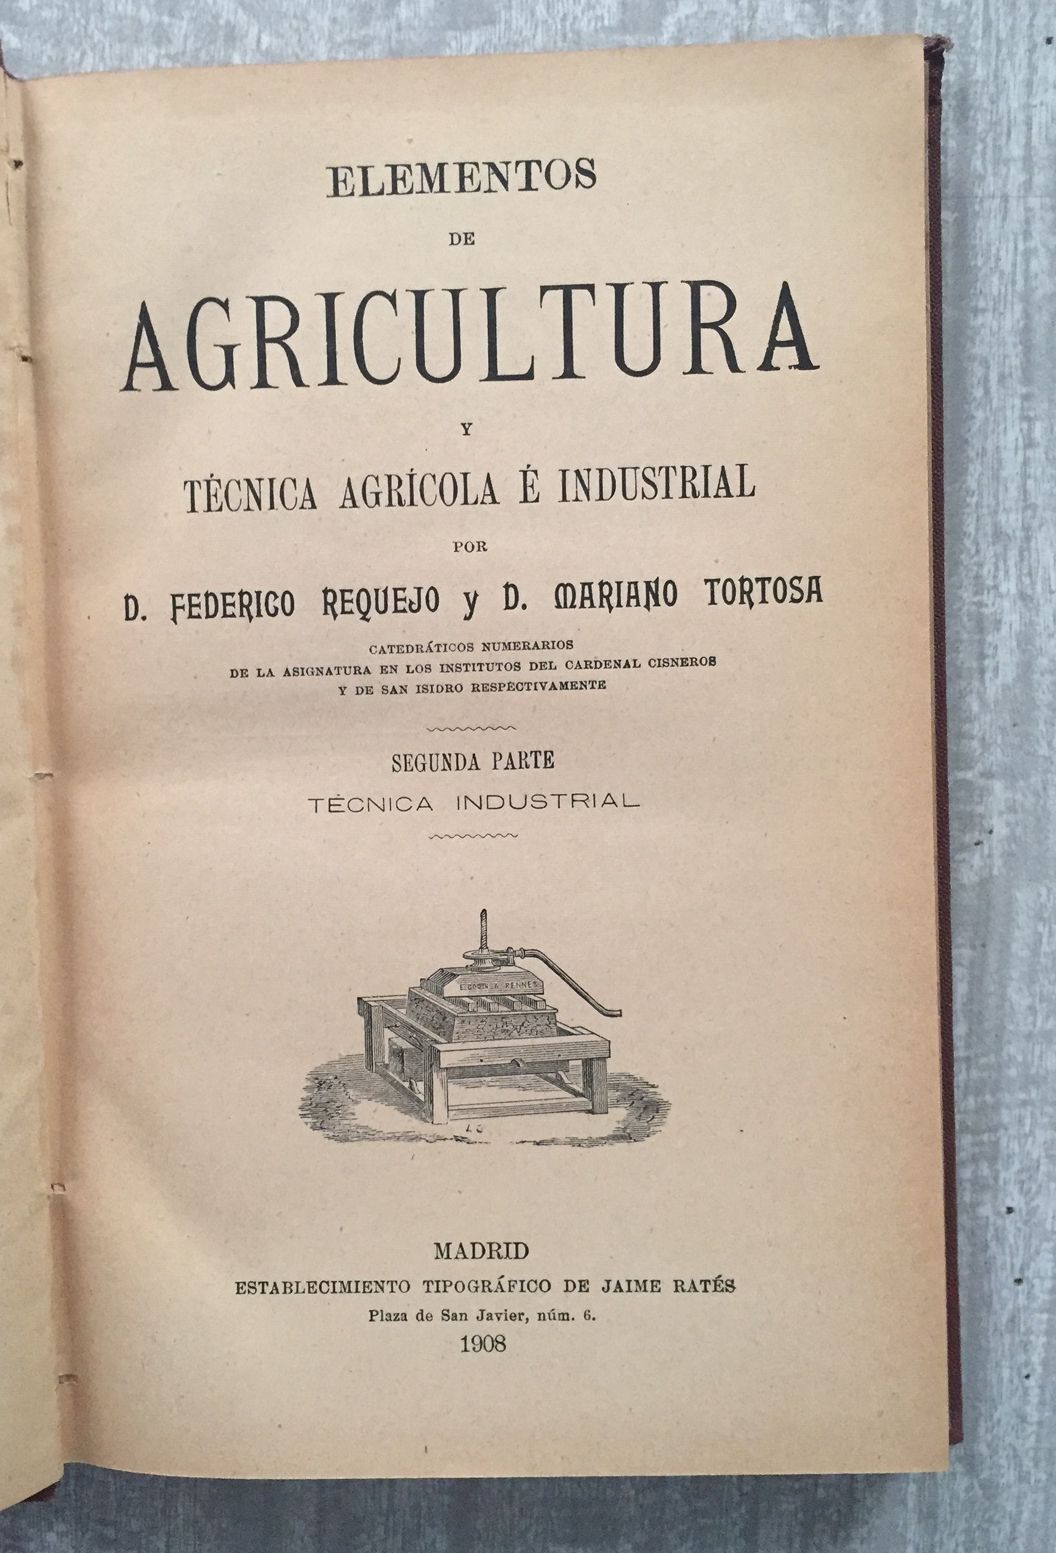 ELEMENTOS
DE
AGRICULTURA
Y
TÉCNICA AGRÍCOLA É INDUSTRIAL
POR
D. FEDERICO REQUEJO y D. MARIANO TORTOSA
CATEDRÁTICOS NUMERARIOS
DE LA ASIGNATURA EN LOS INSTITUTOS DEL CARDENAL CISNEROS
Y DE SAN ISIDRO RESPECTIVAMENTE
SEGUNDA PARTE
TÉCNICA INDUSTRIAL
RENNES
MADRID
ESTABLECIMIENTO TIPOGRÁFICO DE JAIME RATÉS
Plaza de San Javier, núm. 6.
1908